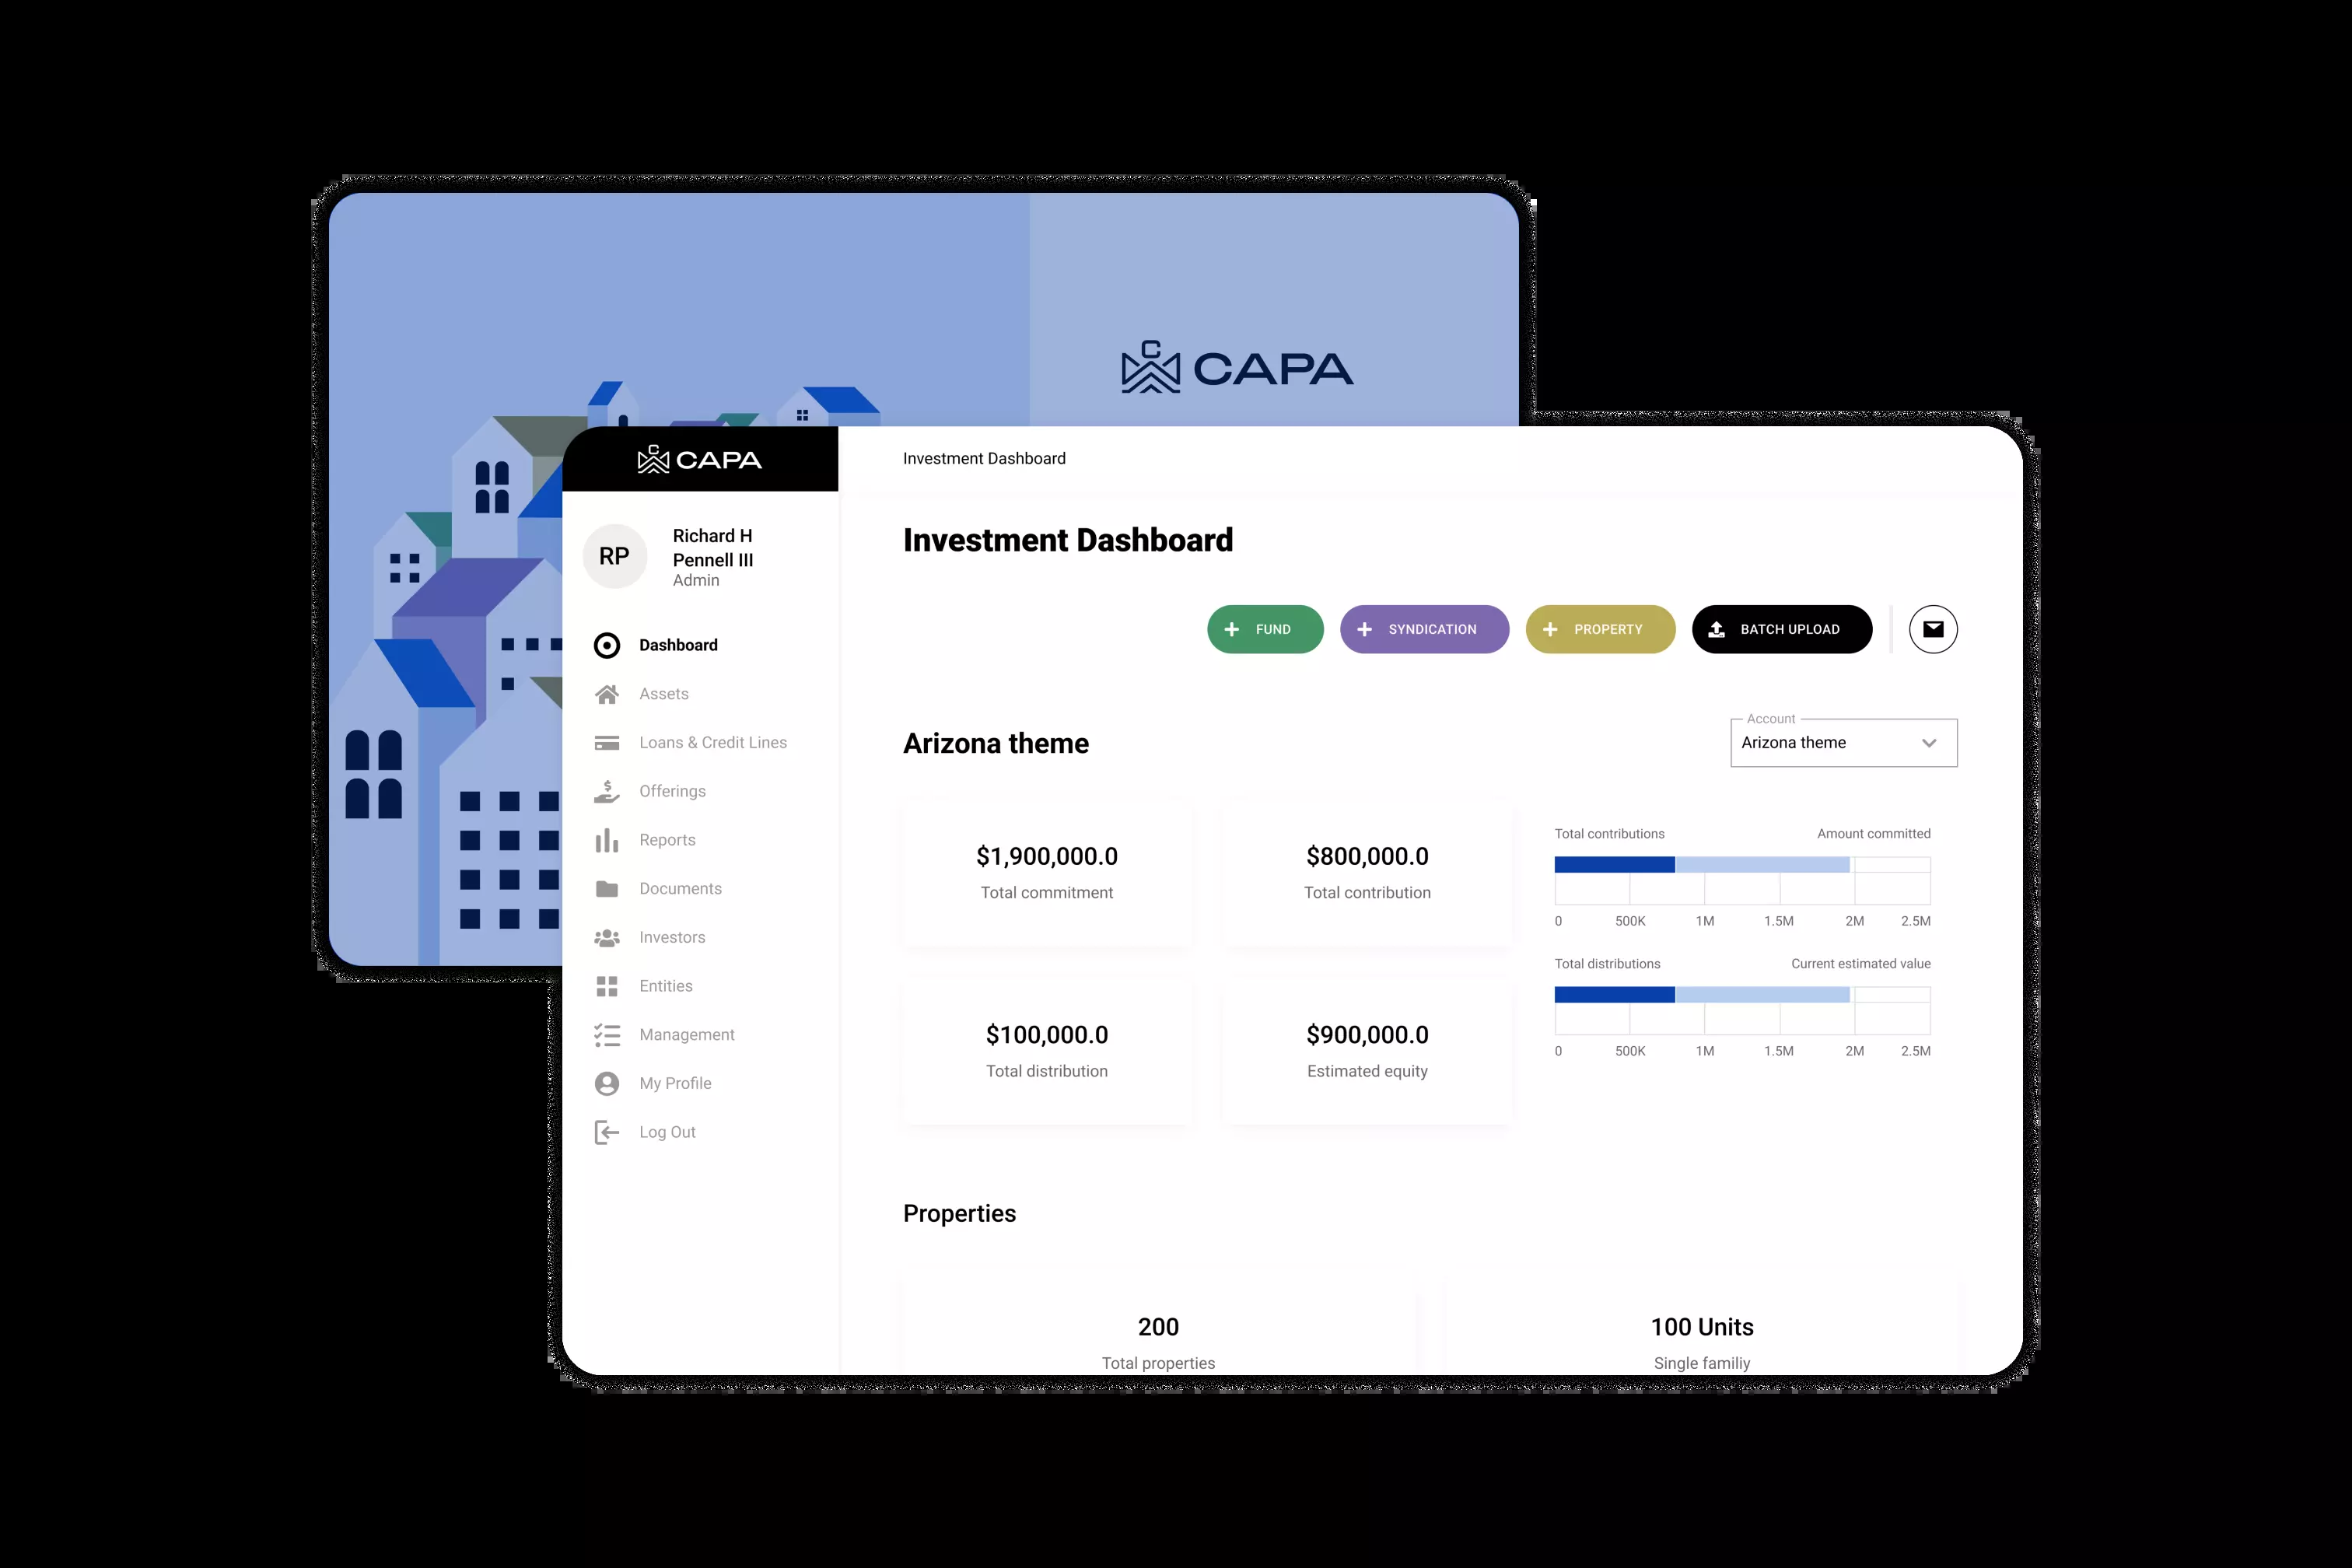 C
CAPA
C
CAPA
Investment Dashboard
RP
Richard H
Pennell III
Admin
Dashboard
Assets
Loans & Credit Lines
Offerings
Reports
Documents
Investors
Entities
Management
My Profile
Log Out
Investment Dashboard
+ FUND
+ SYNDICATION
+ PROPERTY
BATCH UPLOAD
Arizona theme
Account
Arizona theme
$1,900,000.0
Total commitment
$800,000.0
Total contribution
$100,000.0
Total distribution
$900,000.0
Estimated equity
Total contributions Amount committed
0 500K 1M 1.5M 2M 2.5M
Total distributions Current estimated value
0 500K 1M 1.5M 2M 2.5M
Properties
200
Total properties
100 Units
Single familiy